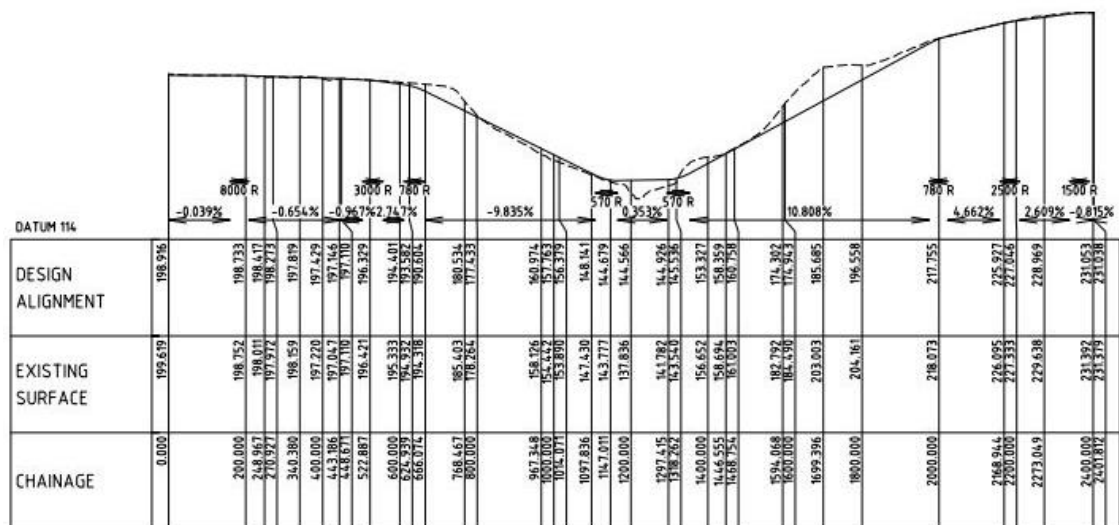 8000 R 3000 R 780 R 570 R 570 R 780 R 2500 R 1500 R
-0.039% -0.654% -0.967% 2.747% -9.835% 0.353% 10.808% 4.662% 2.609% -0.815%
DATUM 114
DESIGN ALIGNMENT
198.916 198.733 198.417 198.273 197.819 197.429 197.146 197.110 196.329 194.401 193.582 190.604 180.534 177.433 160.974 157.763 156.379 148.141 144.679 144.566 144.926 145.536 153.327 158.359 160.758 174.302 174.943 185.685 196.558 217.755 225.927 227.046 228.969 231.053 231.038
EXISTING SURFACE
199.619 198.752 198.011 197.972 198.159 197.220 197.047 197.110 196.421 195.333 194.932 194.318 185.403 178.264 158.126 154.442 153.890 147.430 143.777 137.836 141.782 143.540 156.652 158.694 161.003 182.792 184.490 203.003 204.161 218.073 226.095 227.333 229.638 231.392 231.379
CHAINAGE
0.000 200.000 248.967 270.927 340.380 400.000 443.186 448.671 522.887 600.000 624.939 666.074 768.467 800.000 967.348 1000.000 1014.071 1097.836 1147.011 1200.000 1297.415 1318.262 1400.000 1446.555 1468.754 1594.068 1600.000 1699.396 1800.000 2000.000 2168.944 2200.000 2273.049 2400.000 2401.812